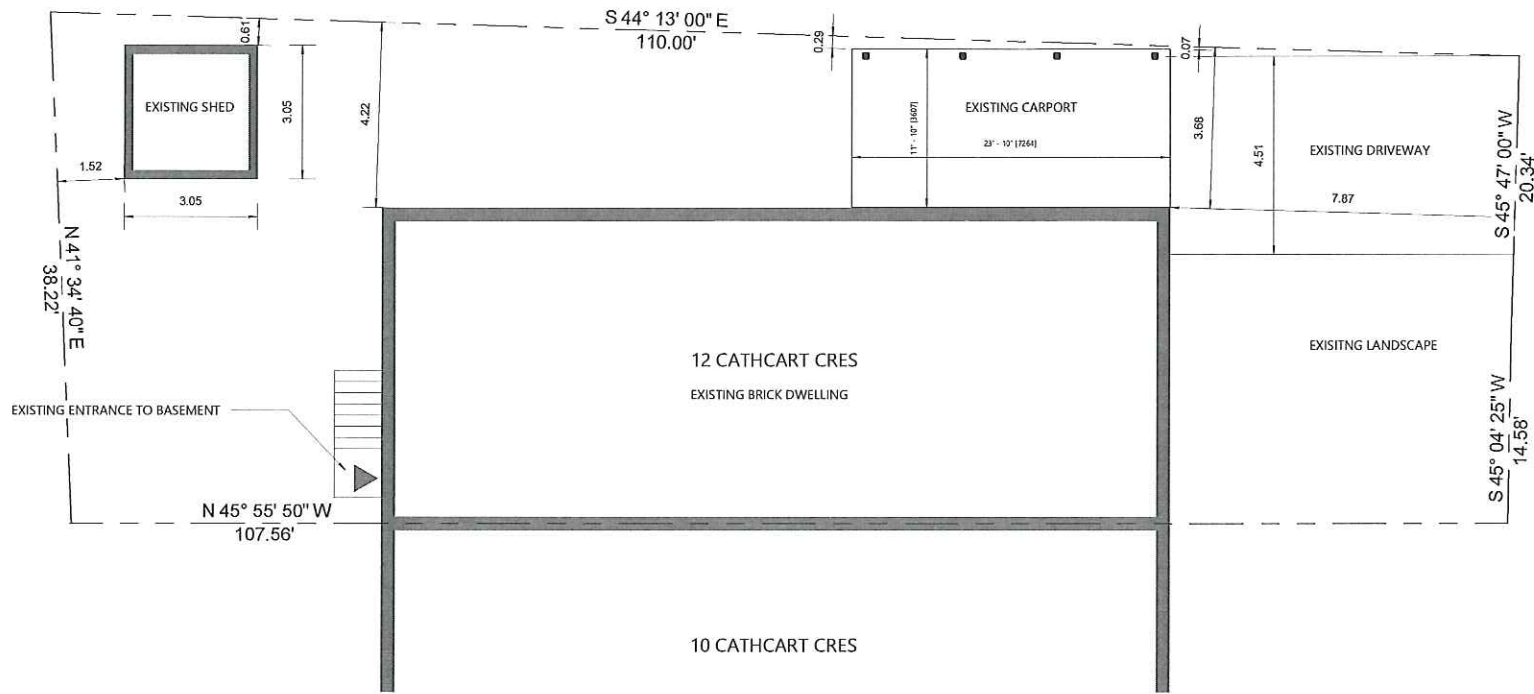 S 44° 13' 00" E
110.00'
0.61
0.29
0.07
EXISTING SHED
3.05
4.22
EXISTING CARPORT
11' - 10" [3607]
23' - 10" [7264]
3.68
4.51
EXISTING DRIVEWAY
S 45° 47' 00" W
20.34'
1.52
3.05
7.87
N 41° 34' 40" E
38.22'
12 CATHCART CRES
EXISTING BRICK DWELLING
EXISITNG LANDSCAPE
EXISTING ENTRANCE TO BASEMENT
S 45° 04' 25" W
14.58'
N 45° 55' 50" W
107.56'
10 CATHCART CRES